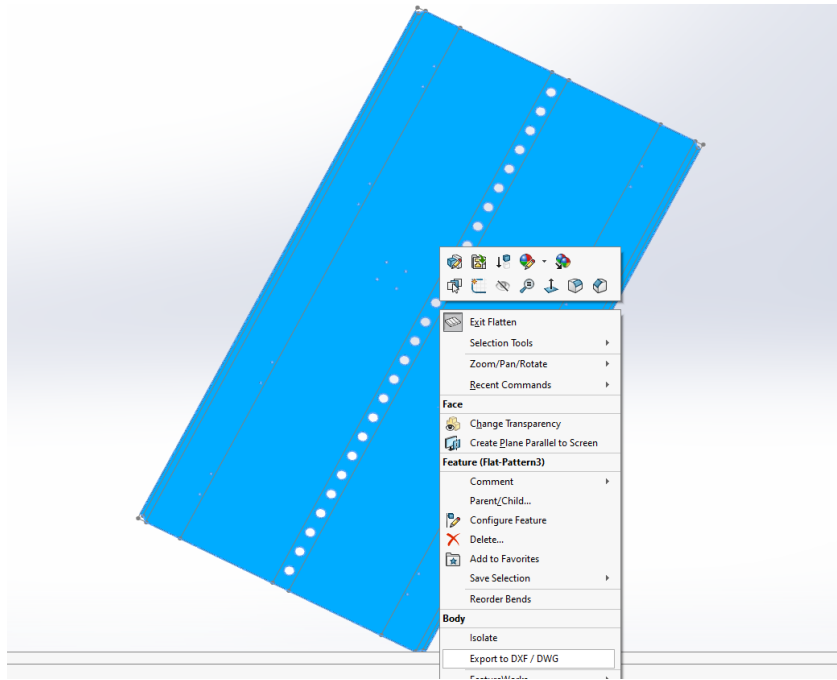 Exit Flatten
Selection Tools
Zoom/Pan/Rotate
Recent Commands
Face
Change Transparency
Create Plane Parallel to Screen
Feature (Flat-Pattern3)
Comment
Parent/Child...
Configure Feature
Delete...
Add to Favorites
Save Selection
Reorder Bends
Body
Isolate
Export to DXF / DWG
FeatureWorks